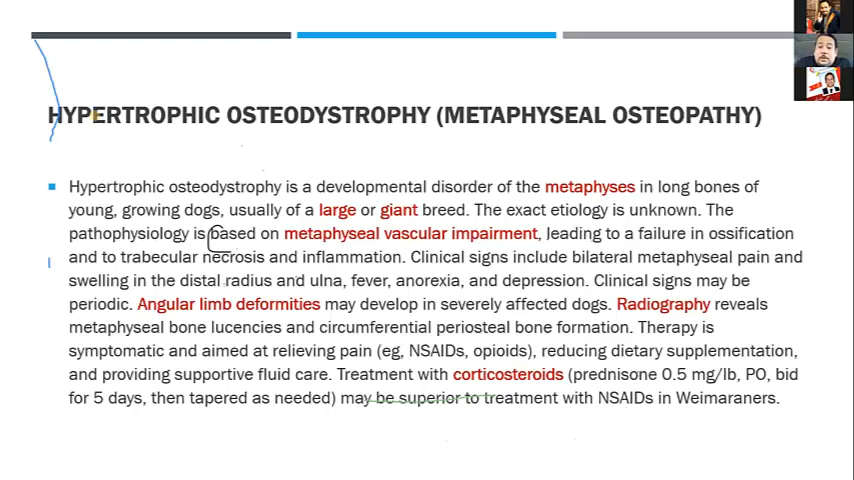 HYPERTROPHIC OSTEODYSTROPHY (METAPHYSEAL OSTEOPATHY)
Hypertrophic osteodystrophy is a developmental disorder of the metaphyses in long bones of
young, growing dogs, usually of a large or giant breed. The exact etiology is unknown. The
pathophysiology is based on metaphyseal vascular impairment, leading to a failure in ossification
and to trabecular necrosis and inflammation. Clinical signs include bilateral metaphyseal pain and
swelling in the distal radius and ulna, fever, anorexia, and depression. Clinical signs may be
periodic. Angular limb deformities may develop in severely affected dogs. Radiography reveals
metaphyseal bone lucencies and circumferential periosteal bone formation. Therapy is
symptomatic and aimed at relieving pain (eg, NSAIDs, opioids), reducing dietary supplementation,
and providing supportive fluid care. Treatment with corticosteroids (prednisone 0.5 mg/lb, PO, bid
for 5 days, then tapered as needed) may be superior to treatment with NSAIDs in Weimaraners.